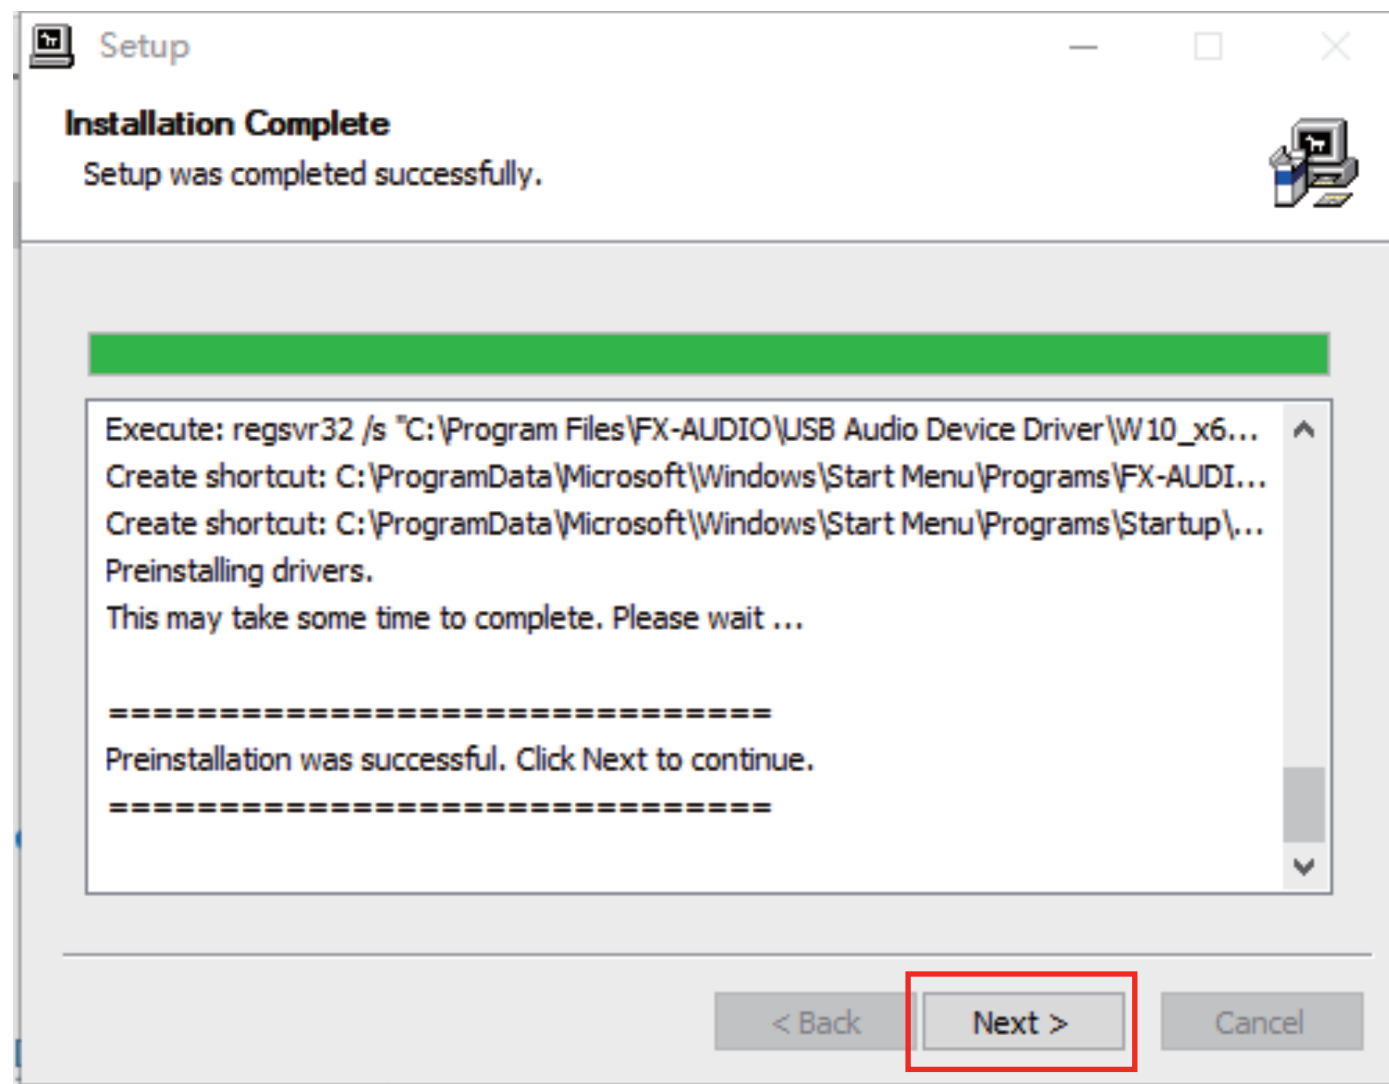 Setup
Installation Complete
Setup was completed successfully.
Execute: regsvr32 /s "C:\Program Files\FX-AUDIO\USB Audio Device Driver\W10_x6...
Create shortcut: C:\ProgramData\Microsoft\Windows\Start Menu\Programs\FX-AUDI...
Create shortcut: C:\ProgramData\Microsoft\Windows\Start Menu\Programs\Startup\...
Preinstalling drivers.
This may take some time to complete. Please wait ...
==============================
Preinstallation was successful. Click Next to continue.
==============================
< Back Next > Cancel